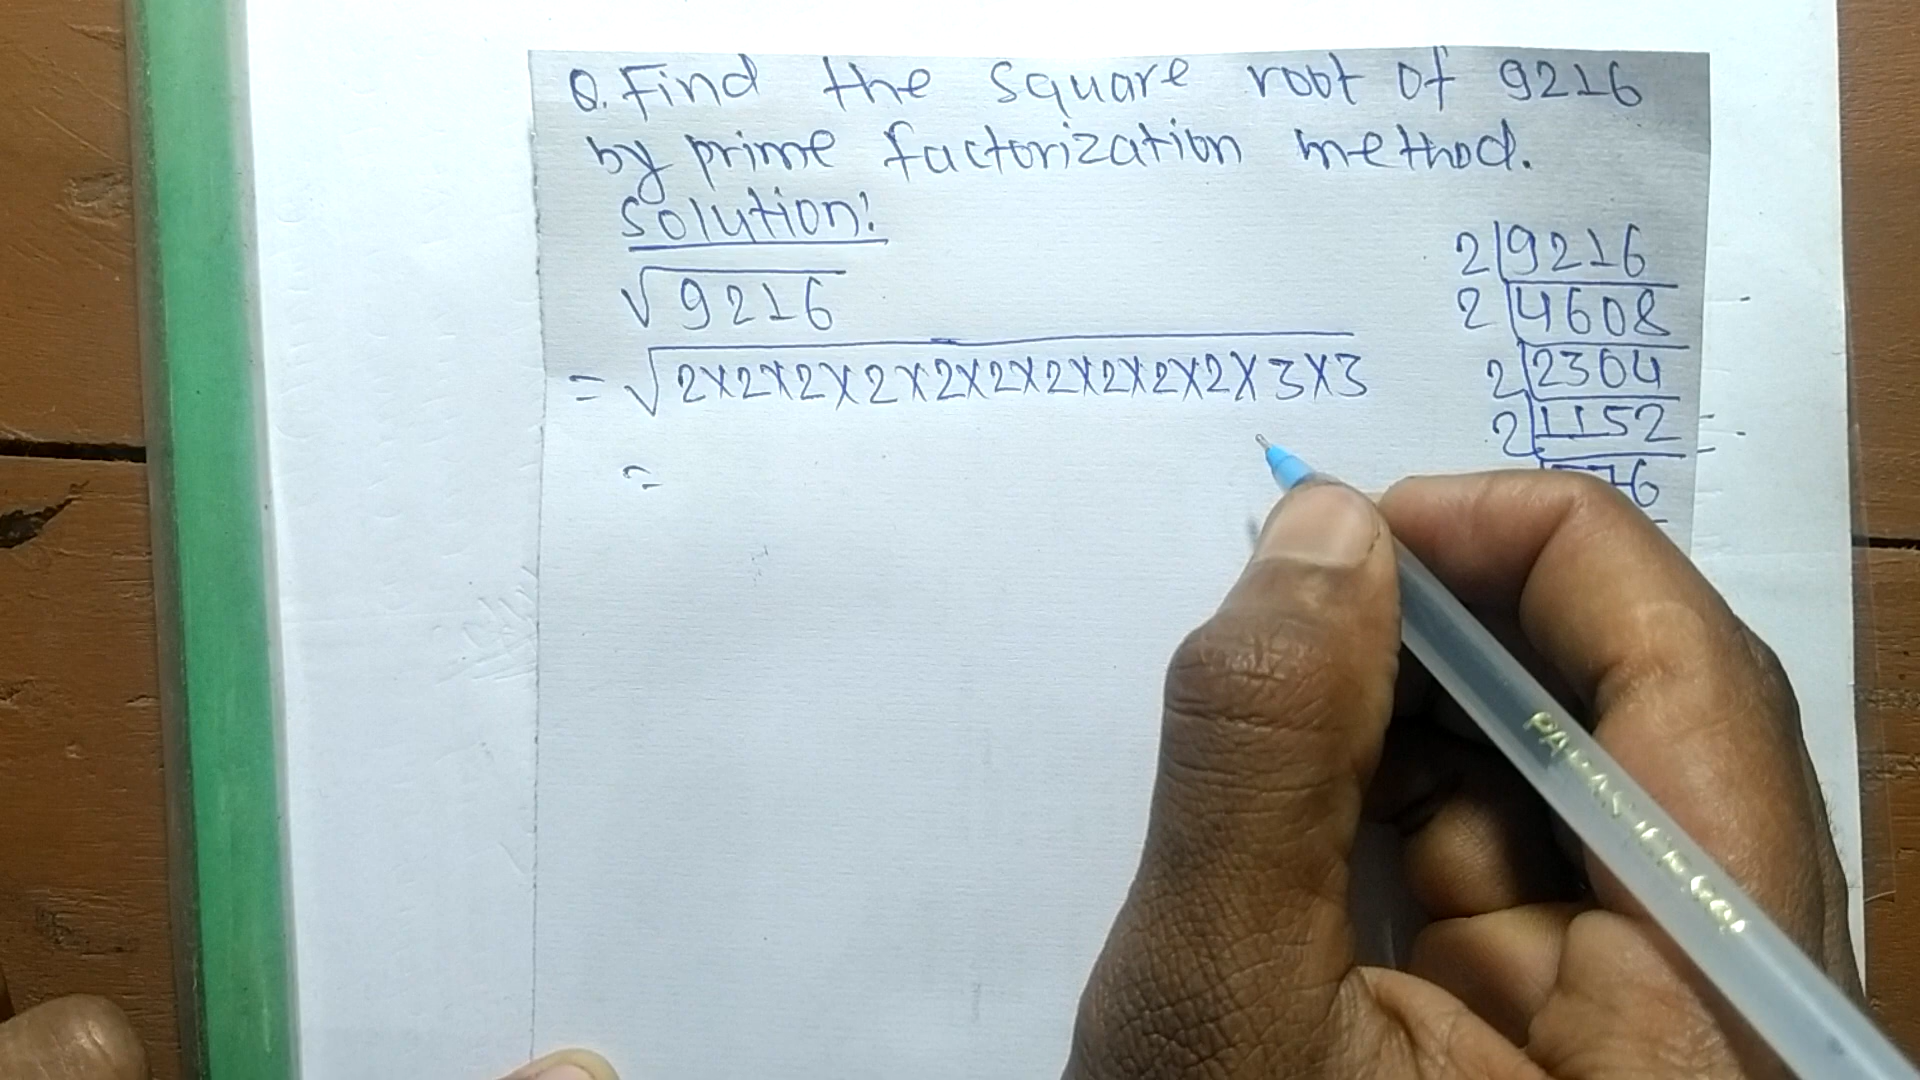 Q. Find the square root of 9216
by prime factorization method.
Solution:
√9216
= √2×2×2×2×2×2×2×2×2×2×3×3
=
2|9216
2|4608
2|2304
2|1152